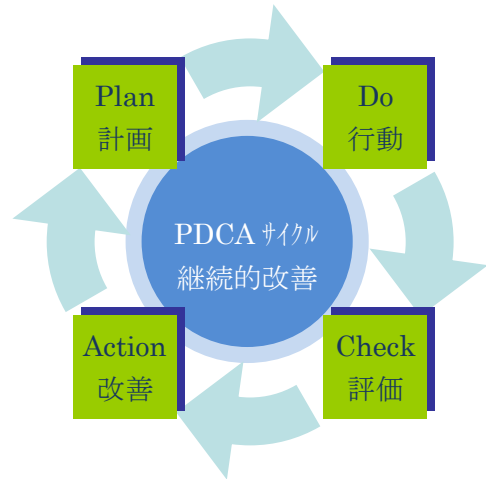 Plan
計画
Do
行動
PDCA ｻｲｸﾙ
継続的改善
Action
改善
Check
評価